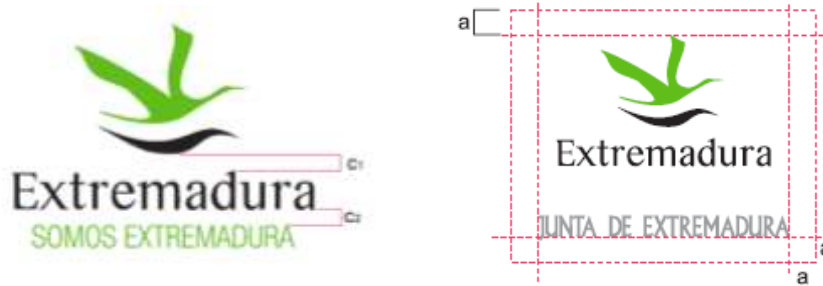 a
C1
Extremadura
C2
SOMOS EXTREMADURA
Extremadura
JUNTA DE EXTREMADURA
a
a